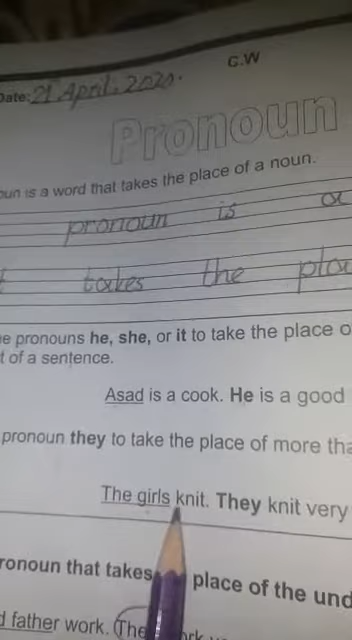 G.W
Date: 21 April, 2020.
Pronoun
oun is a word that takes the place of a noun.
pronoun is a
t takes the plac
e pronouns he, she, or it to take the place o
t of a sentence.
Asad is a cook. He is a good
pronoun they to take the place of more tha
The girls knit. They knit very
ronoun that takes place of the und
d father work. (The ork